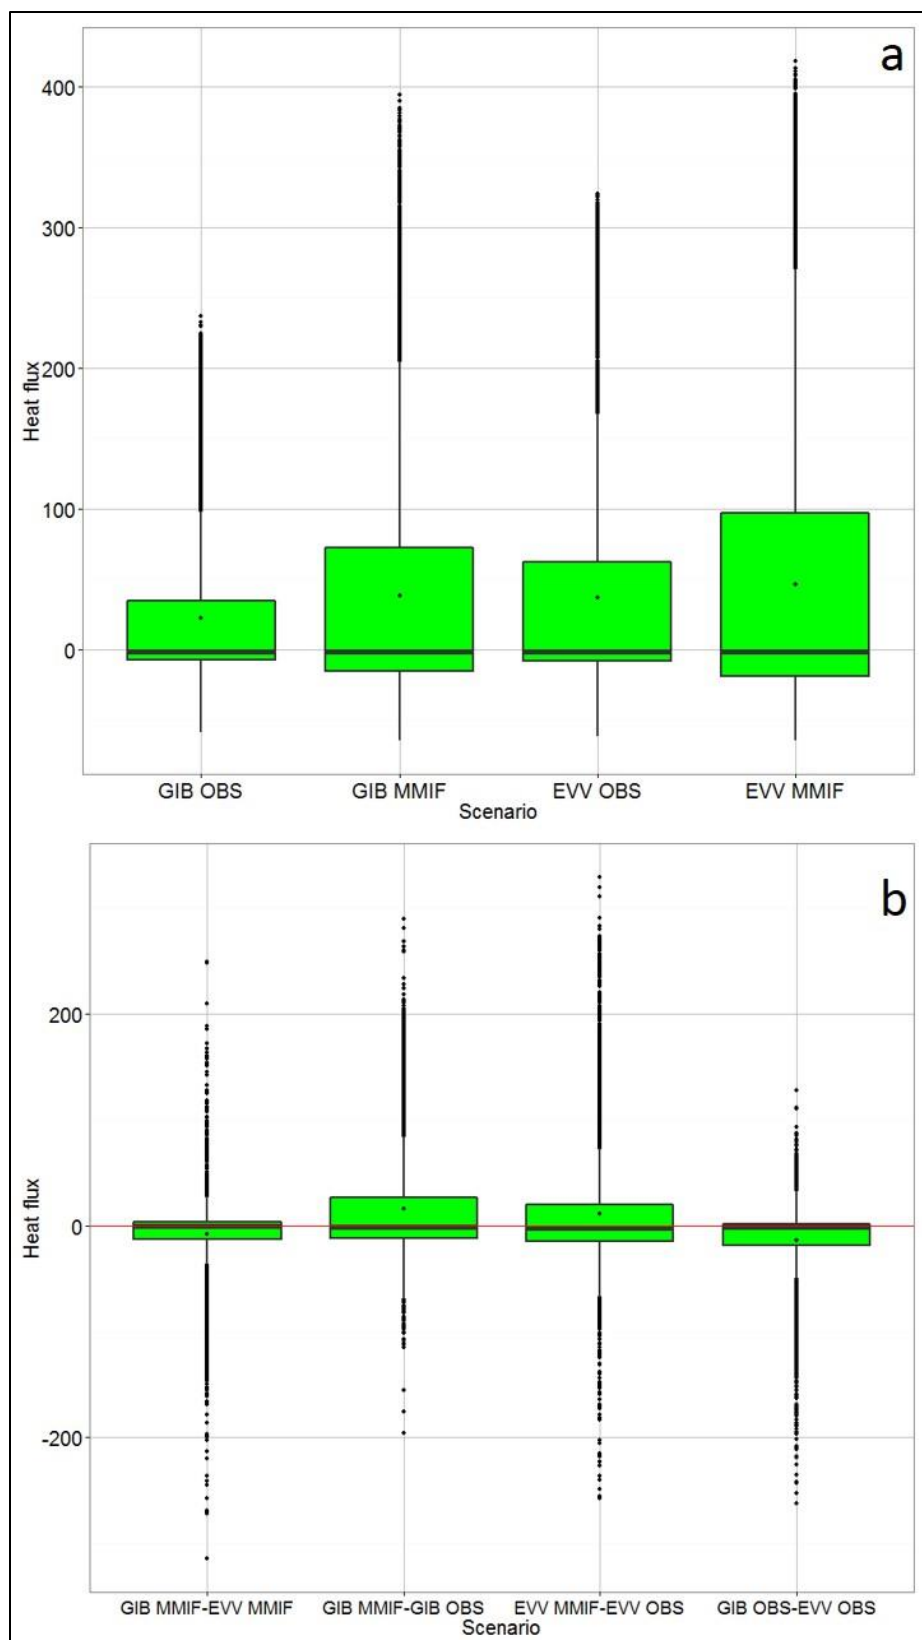 a
400
300
200
100
0
Heat flux
GIB OBS GIB MMIF EVV OBS EVV MMIF
Scenario
b
200
0
-200
Heat flux
GIB MMIF-EVV MMIF GIB MMIF-GIB OBS EVV MMIF-EVV OBS GIB OBS-EVV OBS
Scenario